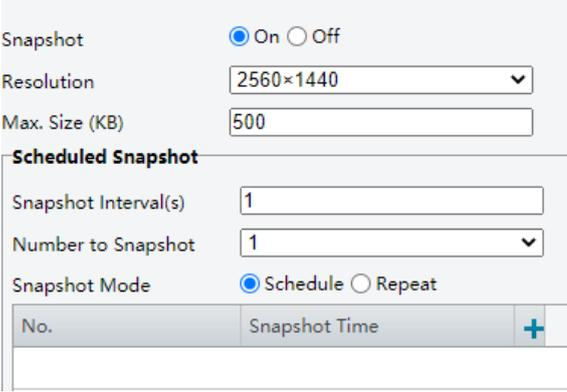 Snapshot On Off
Resolution 2560×1440
Max. Size (KB) 500
Scheduled Snapshot
Snapshot Interval(s) 1
Number to Snapshot 1
Snapshot Mode Schedule Repeat
No. Snapshot Time +